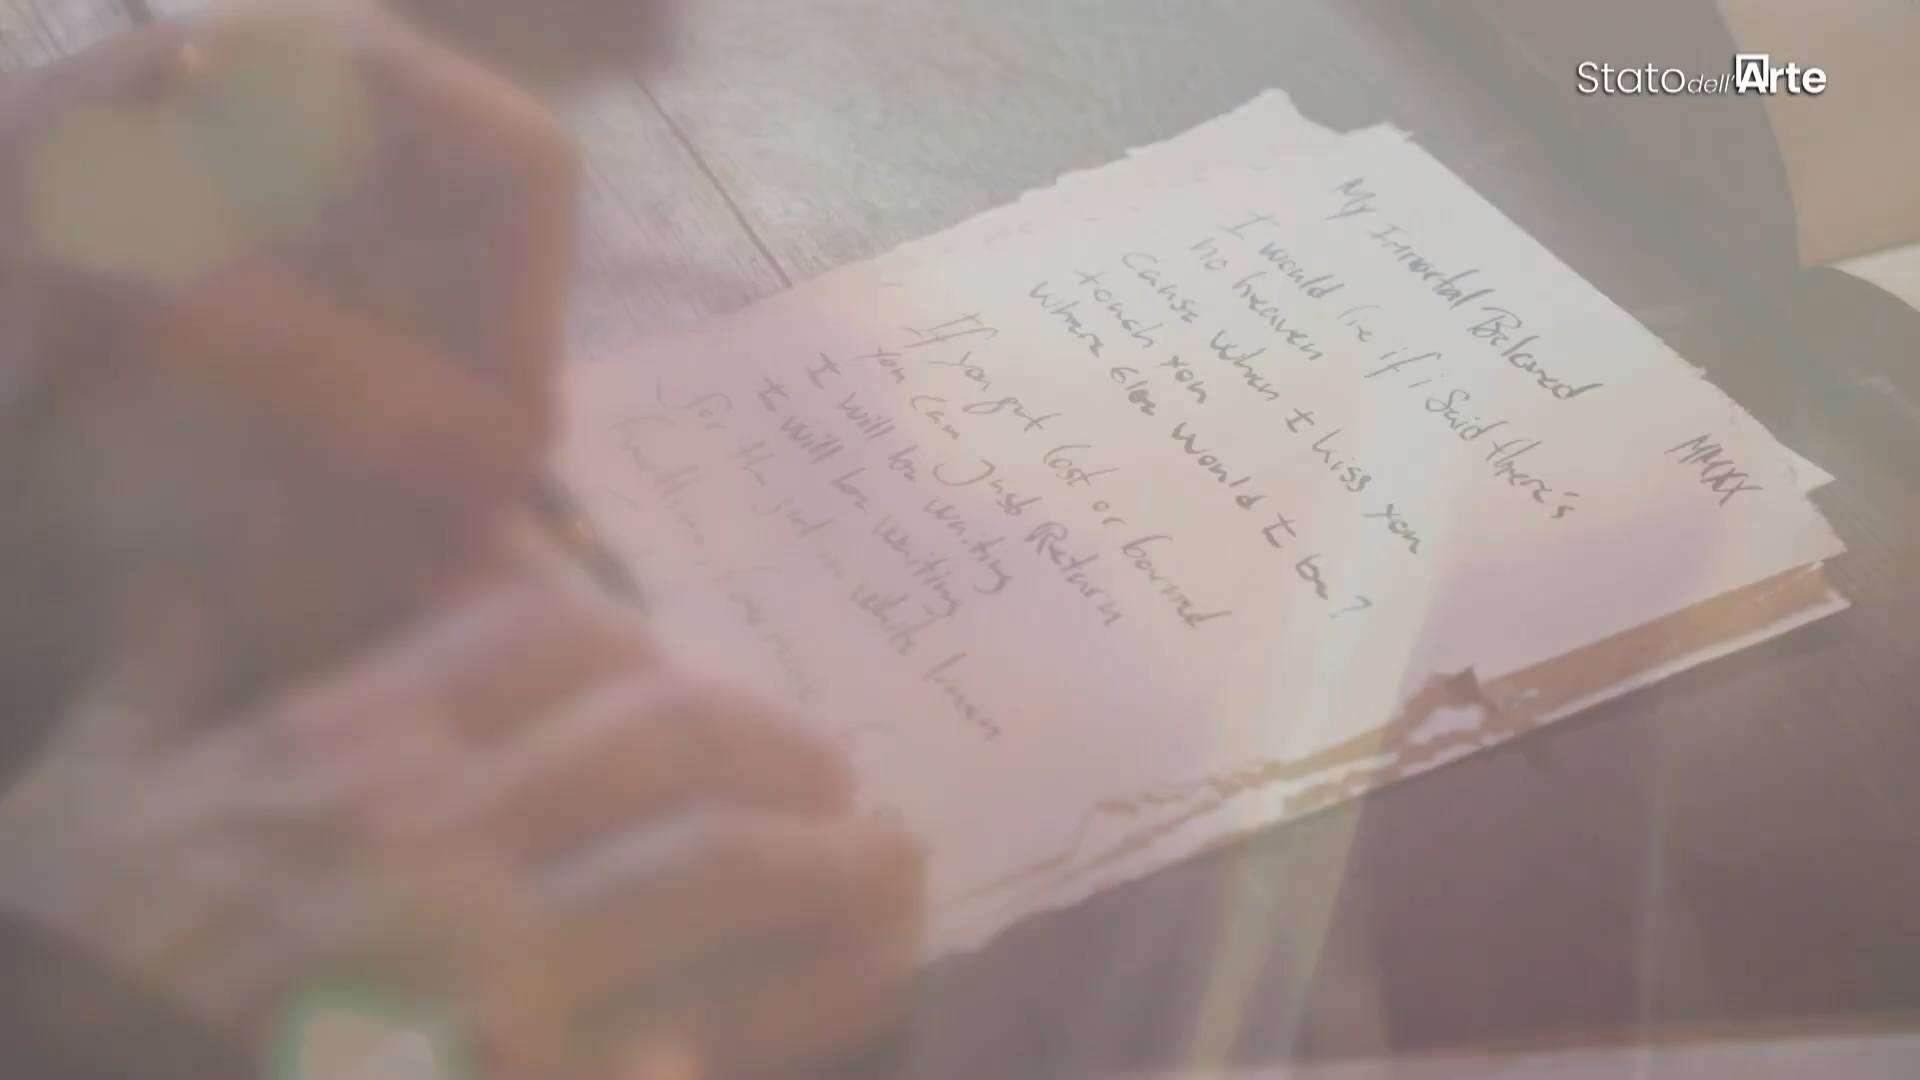 Stato dell'Arte
My Immortal Beloved
MMXX
I would lie if i Said there's
no heaven
Cause when I kiss you
touch you
where else would I be?
If you get lost or bored
You can Just Return
I will be waiting
I will be waiting
for the girl in white linen